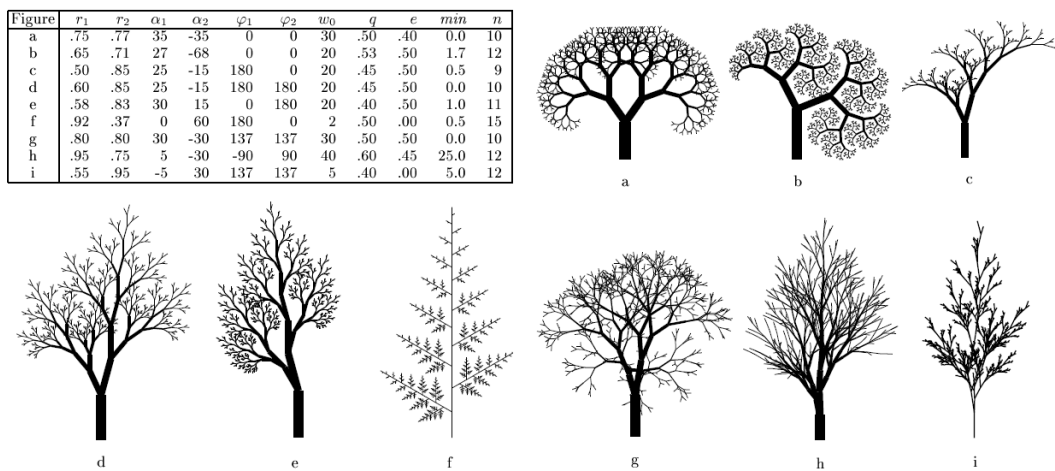 Figure r₁ r₂ α₁ α₂ φ₁ φ₂ w₀ q e min n
a .75 .77 35 -35 0 0 30 .50 .40 0.0 10
b .65 .71 27 -68 0 0 20 .53 .50 1.7 12
c .50 .85 25 -15 180 0 20 .45 .50 0.5 9
d .60 .85 25 -15 180 180 20 .45 .50 0.0 10
e .58 .83 30 15 0 180 20 .40 .50 1.0 11
f .92 .37 0 60 180 0 2 .50 .00 0.5 15
g .80 .80 30 -30 137 137 30 .50 .50 0.0 10
h .95 .75 5 -30 -90 90 40 .60 .45 25.0 12
i .55 .95 -5 30 137 137 5 .40 .00 5.0 12
a b c
d e f g h i